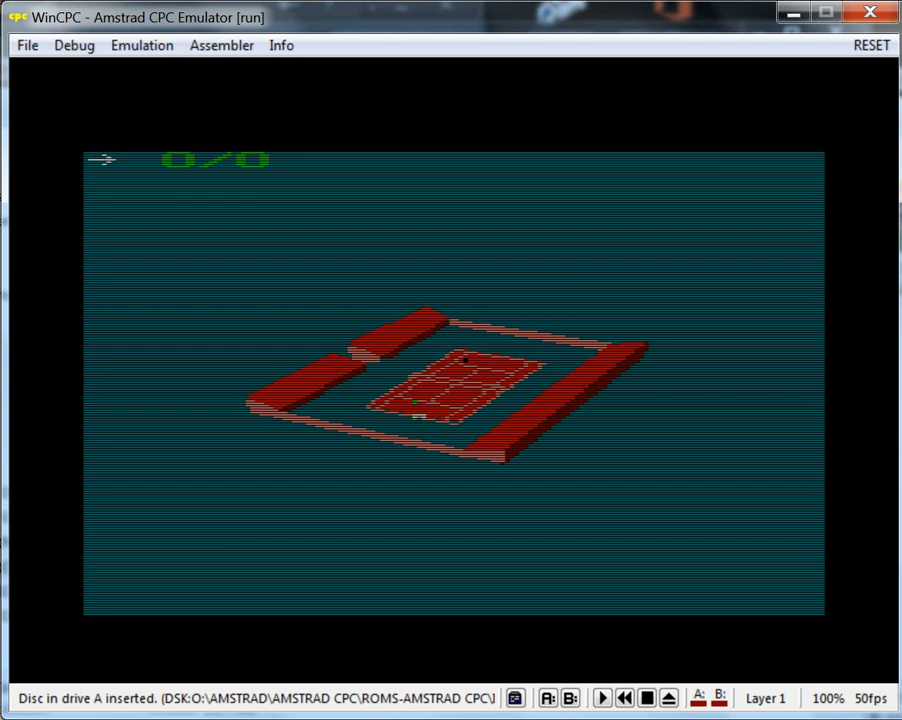 cpc WinCPC - Amstrad CPC Emulator [run]
File Debug Emulation Assembler Info RESET
0/0
Disc in drive A inserted. (DSK:O:\AMSTRAD\AMSTRAD CPC\ROMS-AMSTRAD CPC\I A: B: A: B: Layer 1 100% 50fps